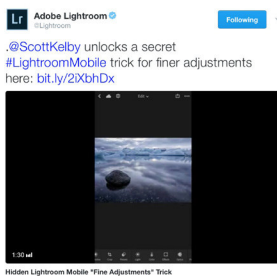 Lr Adobe Lightroom
@Lightroom
Following
.@ScottKelby unlocks a secret
#LightroomMobile trick for finer adjustments
here: bit.ly/2iXbhDx
Edit
1:30
Hidden Lightroom Mobile "Fine Adjustments" Trick